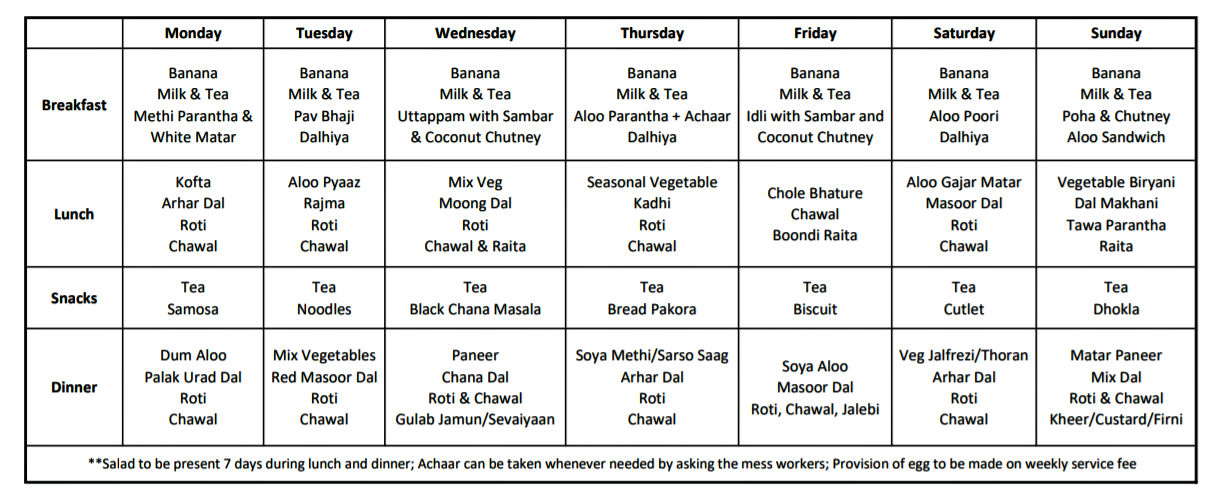 Monday Tuesday Wednesday Thursday Friday Saturday Sunday
Breakfast
Banana
Milk & Tea
Methi Parantha &
White Matar
Banana
Milk & Tea
Pav Bhaji
Dalhiya
Banana
Milk & Tea
Uttappam with Sambar
& Coconut Chutney
Banana
Milk & Tea
Aloo Parantha + Achaar
Dalhiya
Banana
Milk & Tea
Idli with Sambar and
Coconut Chutney
Banana
Milk & Tea
Aloo Poori
Dalhiya
Banana
Milk & Tea
Poha & Chutney
Aloo Sandwich
Lunch
Kofta
Arhar Dal
Roti
Chawal
Aloo Pyaaz
Rajma
Roti
Chawal
Mix Veg
Moong Dal
Roti
Chawal & Raita
Seasonal Vegetable
Kadhi
Roti
Chawal
Chole Bhature
Chawal
Boondi Raita
Aloo Gajar Matar
Masoor Dal
Roti
Chawal
Vegetable Biryani
Dal Makhani
Tawa Parantha
Raita
Snacks
Tea
Samosa
Tea
Noodles
Tea
Black Chana Masala
Tea
Bread Pakora
Tea
Biscuit
Tea
Cutlet
Tea
Dhokla
Dinner
Dum Aloo
Palak Urad Dal
Roti
Chawal
Mix Vegetables
Red Masoor Dal
Roti
Chawal
Paneer
Chana Dal
Roti & Chawal
Gulab Jamun/Sevaiyaan
Soya Methi/Sarso Saag
Arhar Dal
Roti
Chawal
Soya Aloo
Masoor Dal
Roti, Chawal, Jalebi
Veg Jalfrezi/Thoran
Arhar Dal
Roti
Chawal
Matar Paneer
Mix Dal
Roti & Chawal
Kheer/Custard/Firni
**Salad to be present 7 days during lunch and dinner; Achaar can be taken whenever needed by asking the mess workers; Provision of egg to be made on weekly service fee